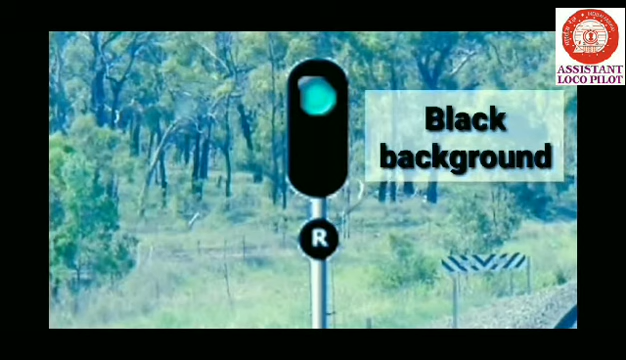 ASSISTANT
LOCO PILOT
Black
background
R